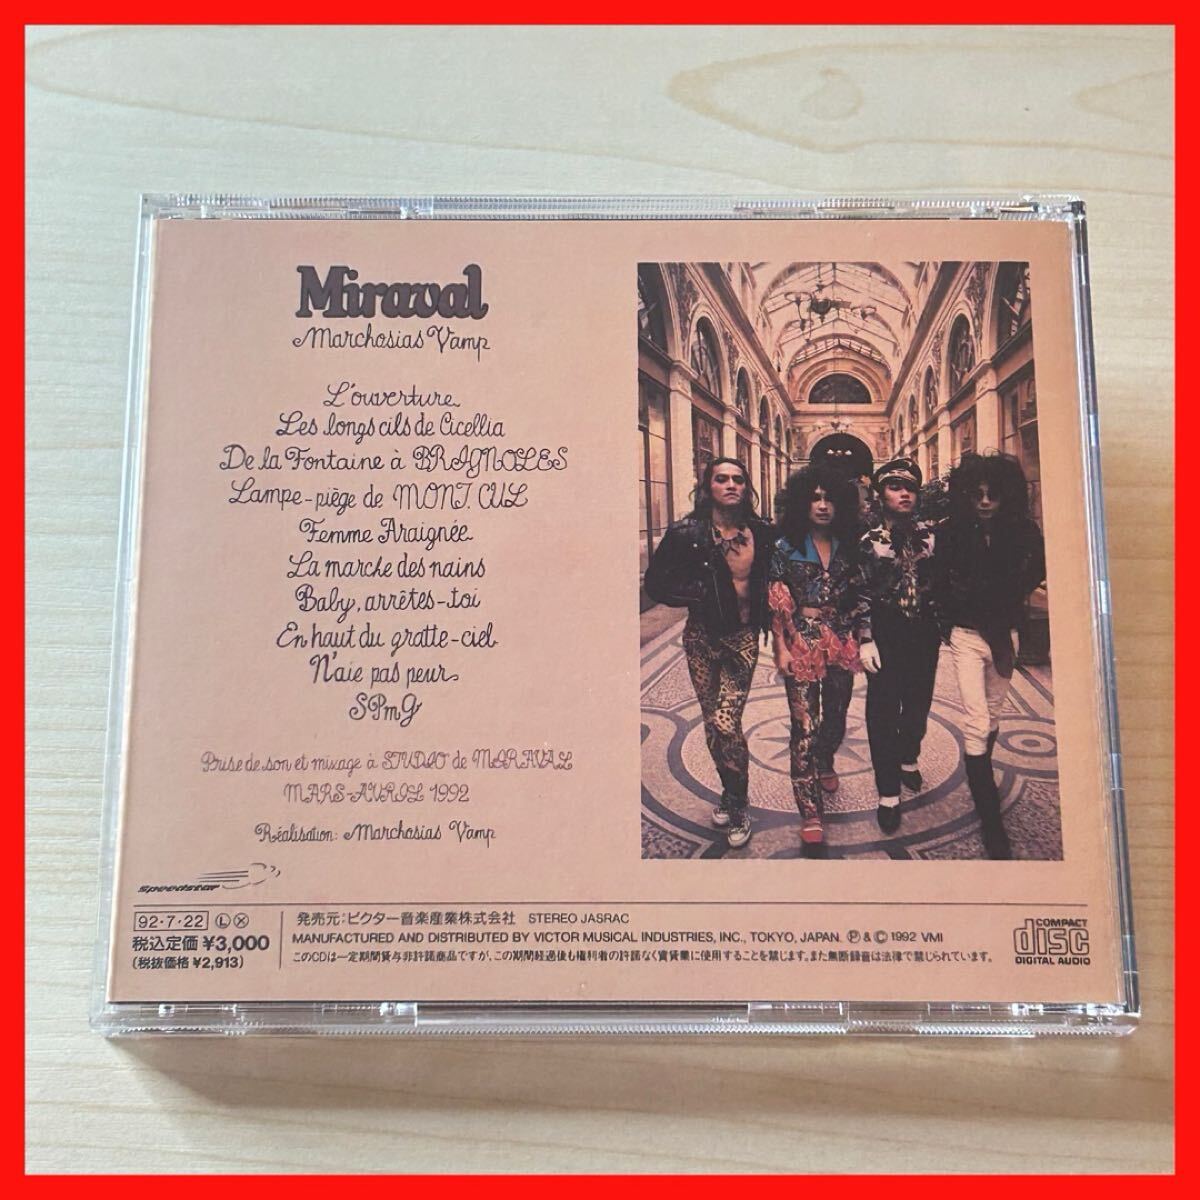 Miraval
Marchosias Vamp
L'ouverture
Les longs cils de Cicellia
De la Fontaine à BRIGNOLES
Lampe-piège de MONT. CUL
Femme Araignée
La marche des nains
Baby, arrêtes-toi
En haut du gratte-ciel
N'aie pas peur
SPmG
Prise de son et mixage à STUDIO de MIRAVAL
MARS-AVRIL 1992
Réalisation: Marchosias Vamp
speedstar
92・7・22 Ⓛ Ⓧ
税込定価 ¥3,000
(税抜価格 ¥2,913)
発売元：ビクター音楽産業株式会社 STEREO JASRAC
MANUFACTURED AND DISTRIBUTED BY VICTOR MUSICAL INDUSTRIES, INC., TOKYO, JAPAN. Ⓟ & © 1992 VMI
このCDは一定期間貸与非許諾商品ですが、この期間経過後も権利者の許諾なく賃貸業に使用することを禁じます。また無断録音は法律で禁じられています。
COMPACT
disc
DIGITAL AUDIO